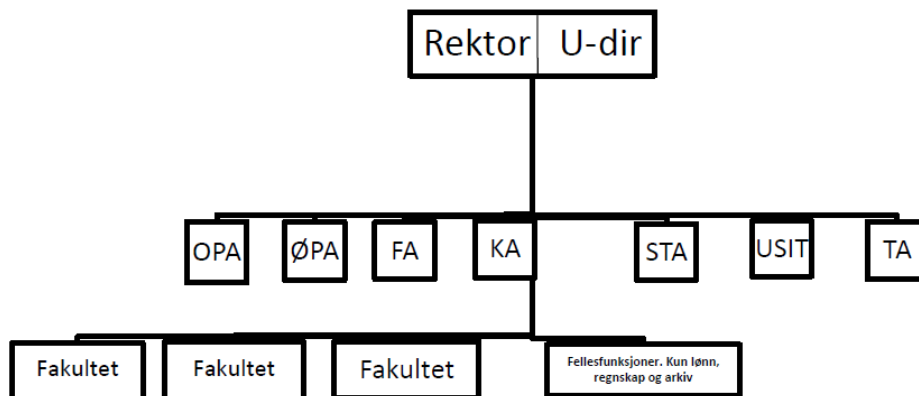 Rektor U-dir
OPA ØPA FA KA STA USIT TA
Fakultet Fakultet Fakultet
Fellesfunksjoner. Kun lønn,
regnskap og arkiv